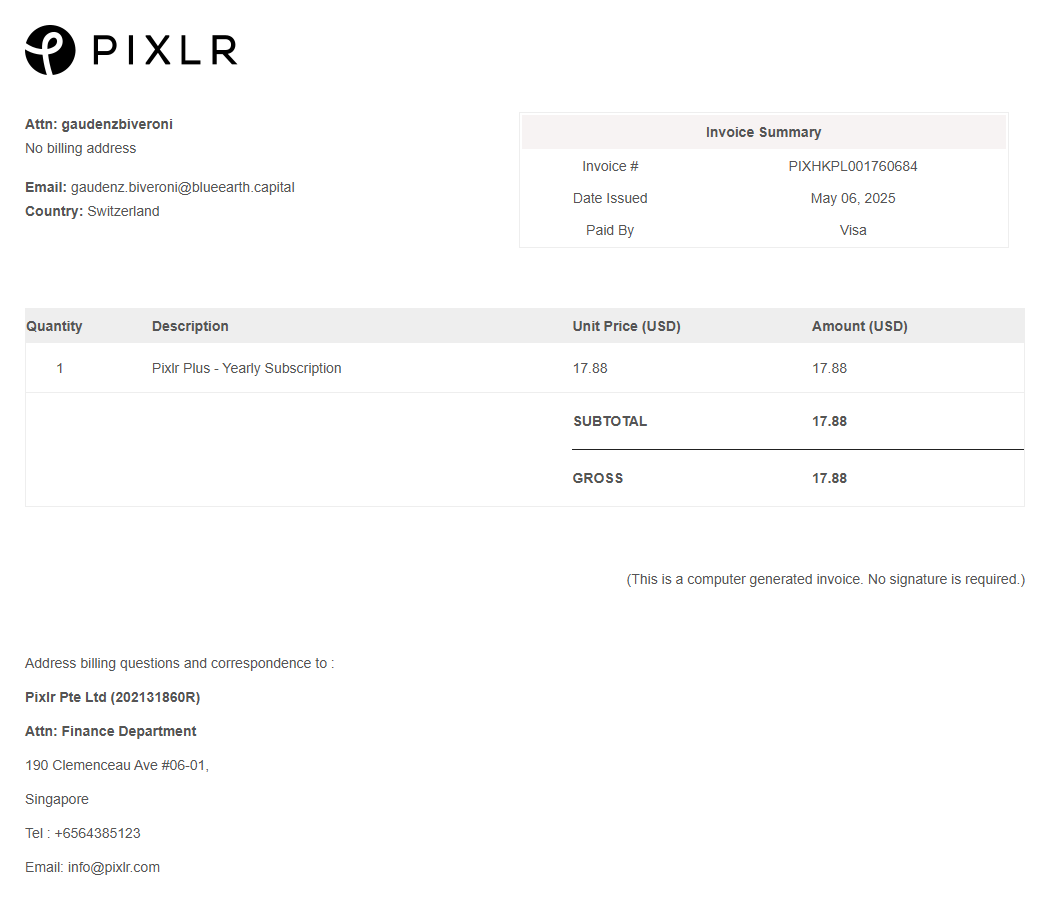 PIXLR
Attn: gaudenzbiveroni
No billing address
Email: gaudenz.biveroni@blueearth.capital
Country: Switzerland
Invoice Summary
Invoice # PIXHKPL001760684
Date Issued May 06, 2025
Paid By Visa
Quantity Description Unit Price (USD) Amount (USD)
1 Pixlr Plus - Yearly Subscription 17.88 17.88
SUBTOTAL 17.88
GROSS 17.88
(This is a computer generated invoice. No signature is required.)
Address billing questions and correspondence to :
Pixlr Pte Ltd (202131860R)
Attn: Finance Department
190 Clemenceau Ave #06-01,
Singapore
Tel : +6564385123
Email: info@pixlr.com